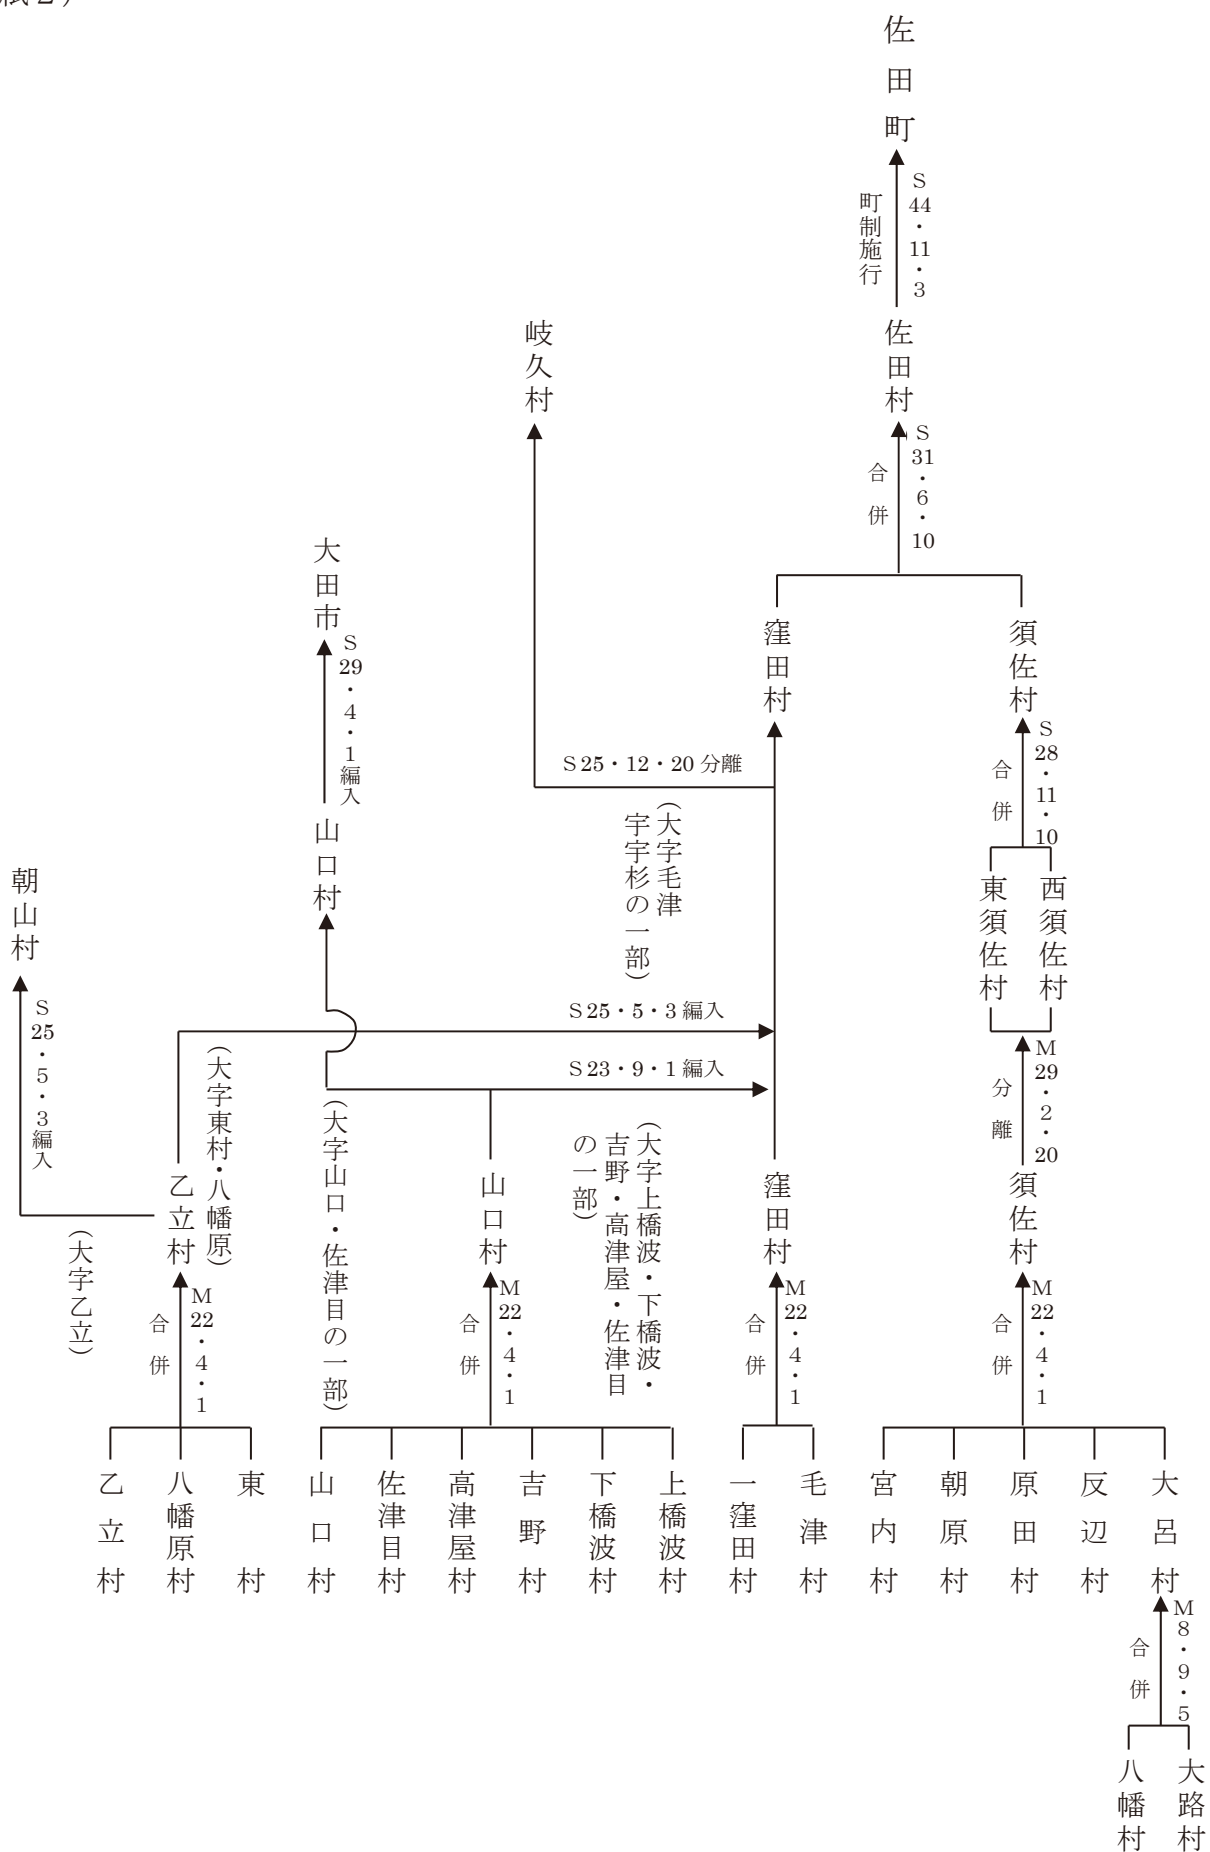 紙2)
佐田町
S44・11・3
町制施行
佐田村
S31・6・10
合併
岐久村
大田市
S29・4・1編入
山口村
窪田村
須佐村
S25・12・20分離
(大字毛津
宇宇杉の一部)
S28・11・10
合併
西須佐村
東須佐村
朝山村
S25・5・3編入
S25・5・3編入
S23・9・1編入
M29・2・20
分離
(大字東村・八幡原)
乙立村
(大字乙立)
(大字山口・佐津目の一部)
山口村
(大字上橋波・下橋波・
吉野・高津屋・佐津目
の一部)
窪田村
須佐村
M22・4・1
合併
M22・4・1
合併
M22・4・1
合併
M22・4・1
合併
乙立村
八幡原村
東村
山口村
佐津目村
高津屋村
吉野村
下橋波村
上橋波村
一窪田村
毛津村
宮内村
朝原村
原田村
反辺村
大呂村
M8・9・5
合併
八幡村
大路村